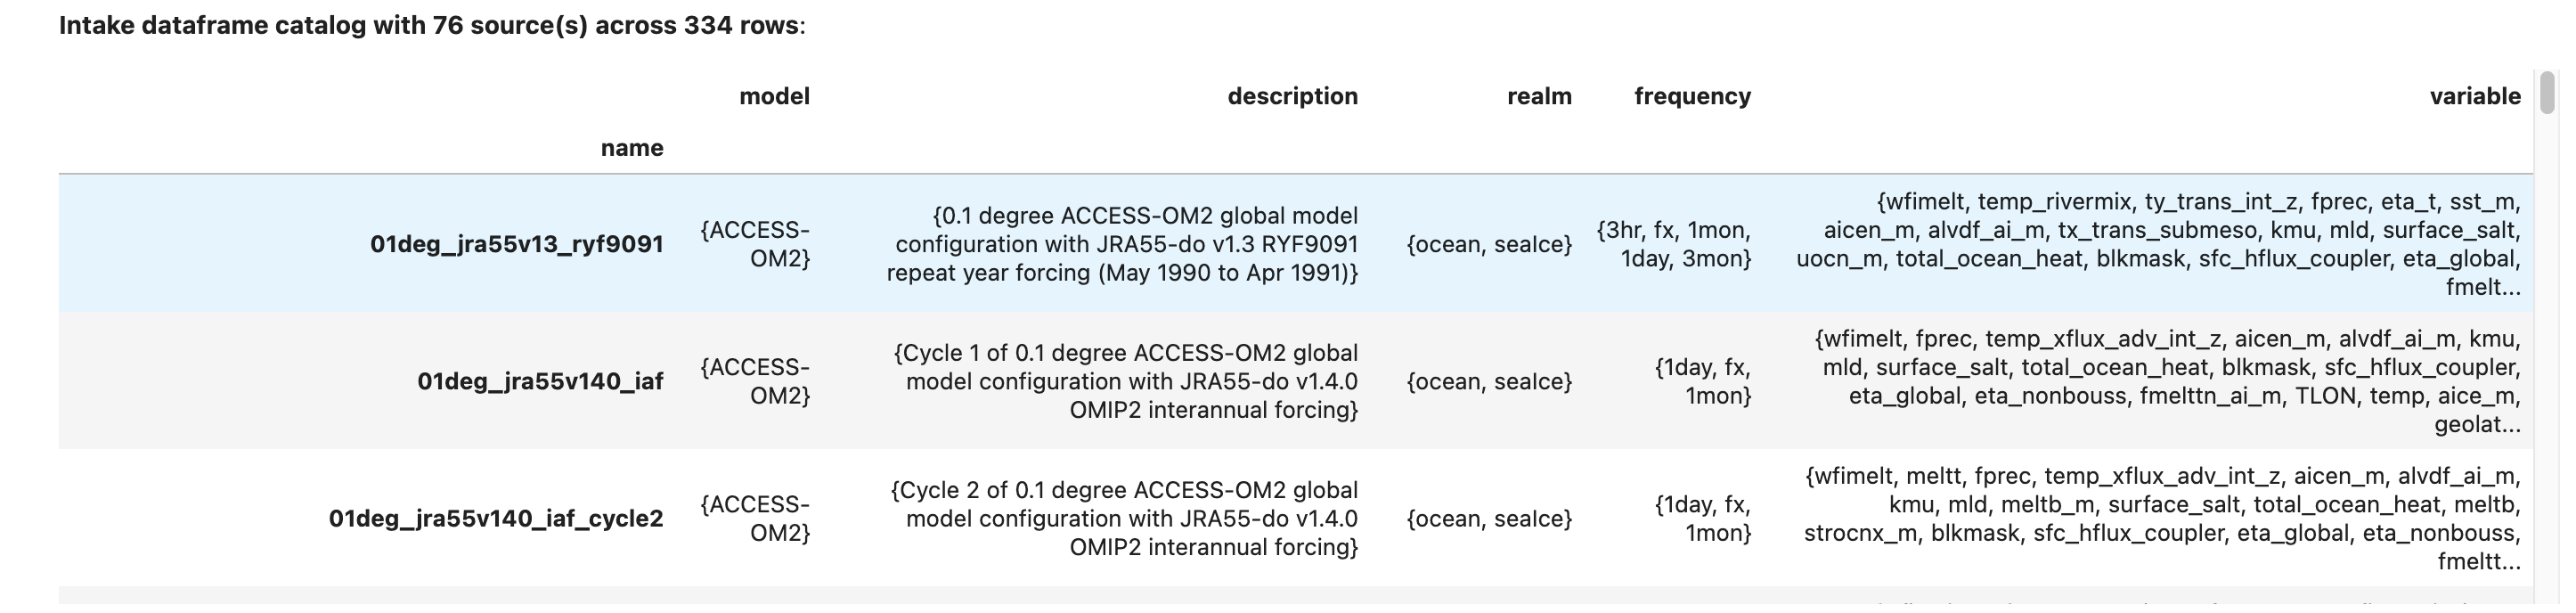 Intake dataframe catalog with 76 source(s) across 334 rows:
model description realm frequency variable
name
01deg_jra55v13_ryf9091
{ACCESS-
OM2}
{0.1 degree ACCESS-OM2 global model
configuration with JRA55-do v1.3 RYF9091
repeat year forcing (May 1990 to Apr 1991)}
{ocean, seaIce}
{3hr, fx, 1mon,
1day, 3mon}
{wfimelt, temp_rivermix, ty_trans_int_z, fprec, eta_t, sst_m,
aicen_m, alvdf_ai_m, tx_trans_submeso, kmu, mld, surface_salt,
uocn_m, total_ocean_heat, blkmask, sfc_hflux_coupler, eta_global,
fmelt...
01deg_jra55v140_iaf
{ACCESS-
OM2}
{Cycle 1 of 0.1 degree ACCESS-OM2 global
model configuration with JRA55-do v1.4.0
OMIP2 interannual forcing}
{ocean, seaIce}
{1day, fx,
1mon}
{wfimelt, fprec, temp_xflux_adv_int_z, aicen_m, alvdf_ai_m, kmu,
mld, surface_salt, total_ocean_heat, blkmask, sfc_hflux_coupler,
eta_global, eta_nonbouss, fmelttn_ai_m, TLON, temp, aice_m,
geolat...
01deg_jra55v140_iaf_cycle2
{ACCESS-
OM2}
{Cycle 2 of 0.1 degree ACCESS-OM2 global
model configuration with JRA55-do v1.4.0
OMIP2 interannual forcing}
{ocean, seaIce}
{1day, fx,
1mon}
{wfimelt, meltt, fprec, temp_xflux_adv_int_z, aicen_m, alvdf_ai_m,
kmu, mld, meltb_m, surface_salt, total_ocean_heat, meltb,
strocnx_m, blkmask, sfc_hflux_coupler, eta_global, eta_nonbouss,
fmeltt...